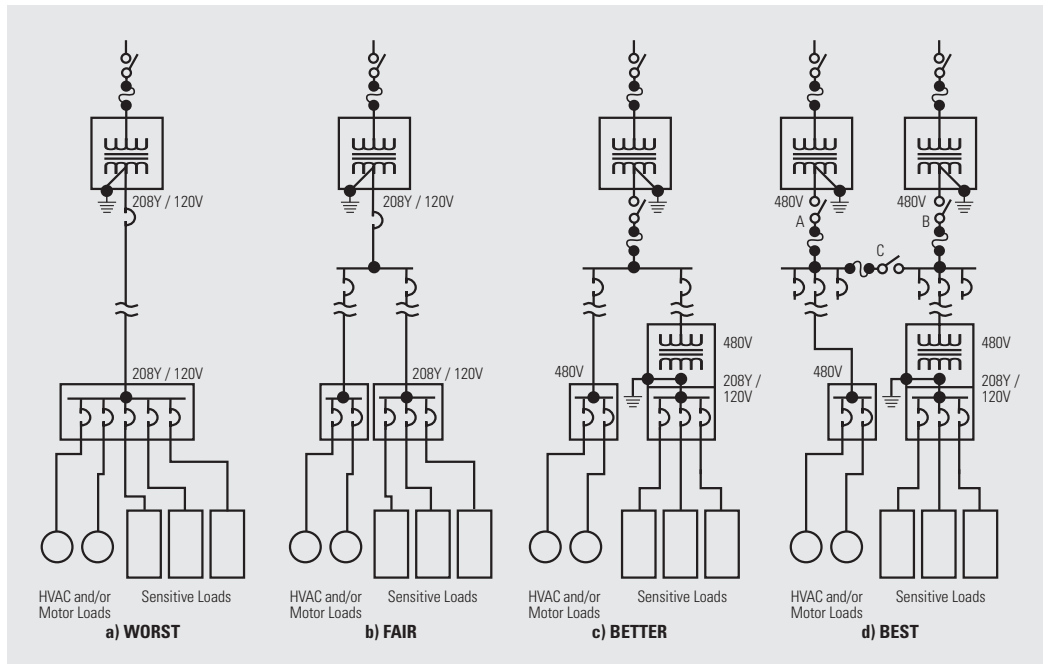 208Y / 120V
208Y / 120V
HVAC and/or
Motor Loads
Sensitive Loads
a) WORST
208Y / 120V
208Y / 120V
HVAC and/or
Motor Loads
Sensitive Loads
b) FAIR
480V
480V
208Y /
120V
HVAC and/or
Motor Loads
Sensitive Loads
c) BETTER
480V
A
480V
B
C
480V
480V
208Y /
120V
HVAC and/or
Motor Loads
Sensitive Loads
d) BEST